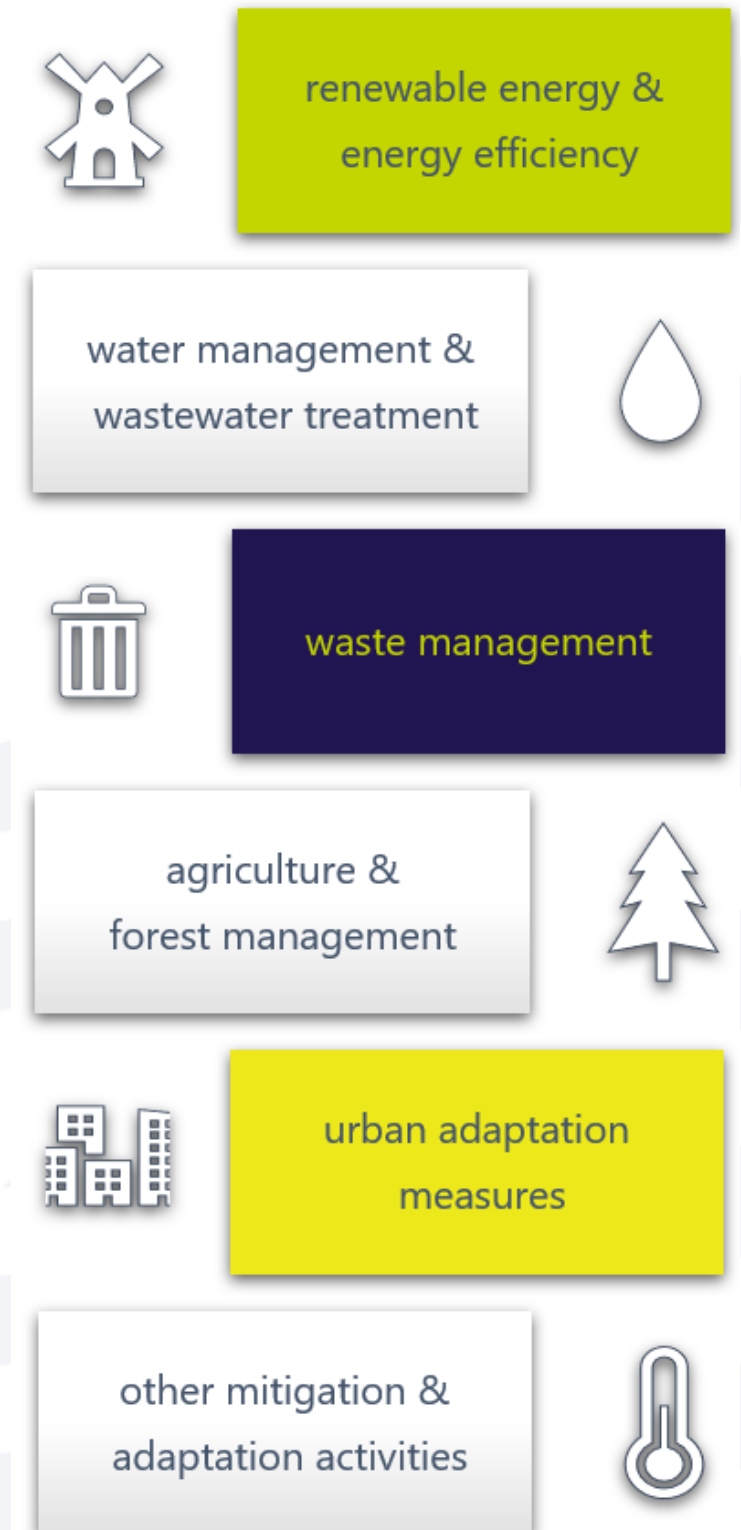 renewable energy &
energy efficiency
water management &
wastewater treatment
waste management
agriculture &
forest management
urban adaptation
measures
other mitigation &
adaptation activities